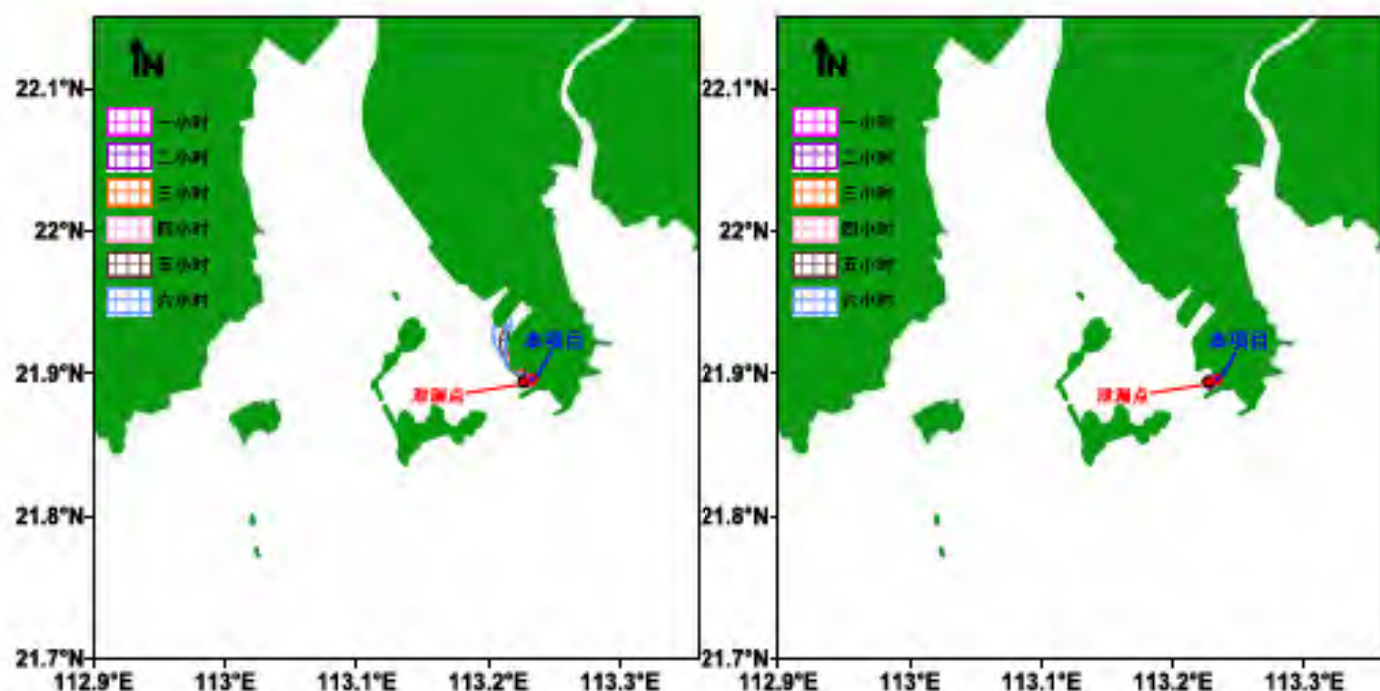 N
22.1°N
一小时
二小时
三小时
四小时
五小时
六小时
22°N
21.9°N
21.8°N
21.7°N
本项目
泄漏点
112.9°E
113°E
113.1°E
113.2°E
113.3°E
N
22.1°N
一小时
二小时
三小时
四小时
五小时
六小时
22°N
21.9°N
21.8°N
21.7°N
本项目
泄漏点
112.9°E
113°E
113.1°E
113.2°E
113.3°E